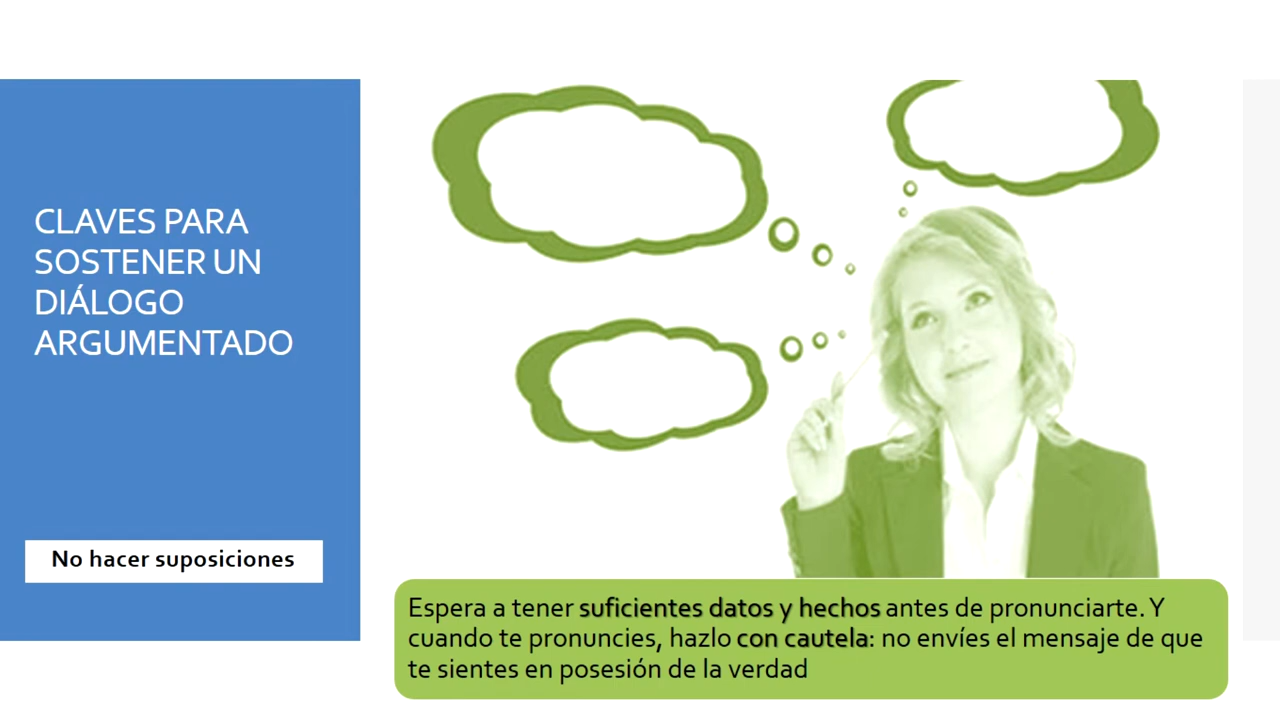 CLAVES PARA
SOSTENER UN
DIÁLOGO
ARGUMENTADO
No hacer suposiciones
Espera a tener suficientes datos y hechos antes de pronunciarte. Y
cuando te pronuncies, hazlo con cautela: no envíes el mensaje de que
te sientes en posesión de la verdad